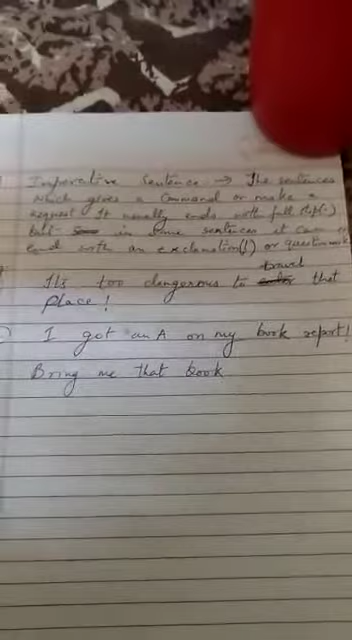 Imperative Sentence → The sentences
which gives a Command or make a
request It usually ends with full stop(.)
but in some sentences it can
end with an exclamation(!) or question mark
Its too dangerous to travel that
place!
I got an A on my book report!
Bring me that book